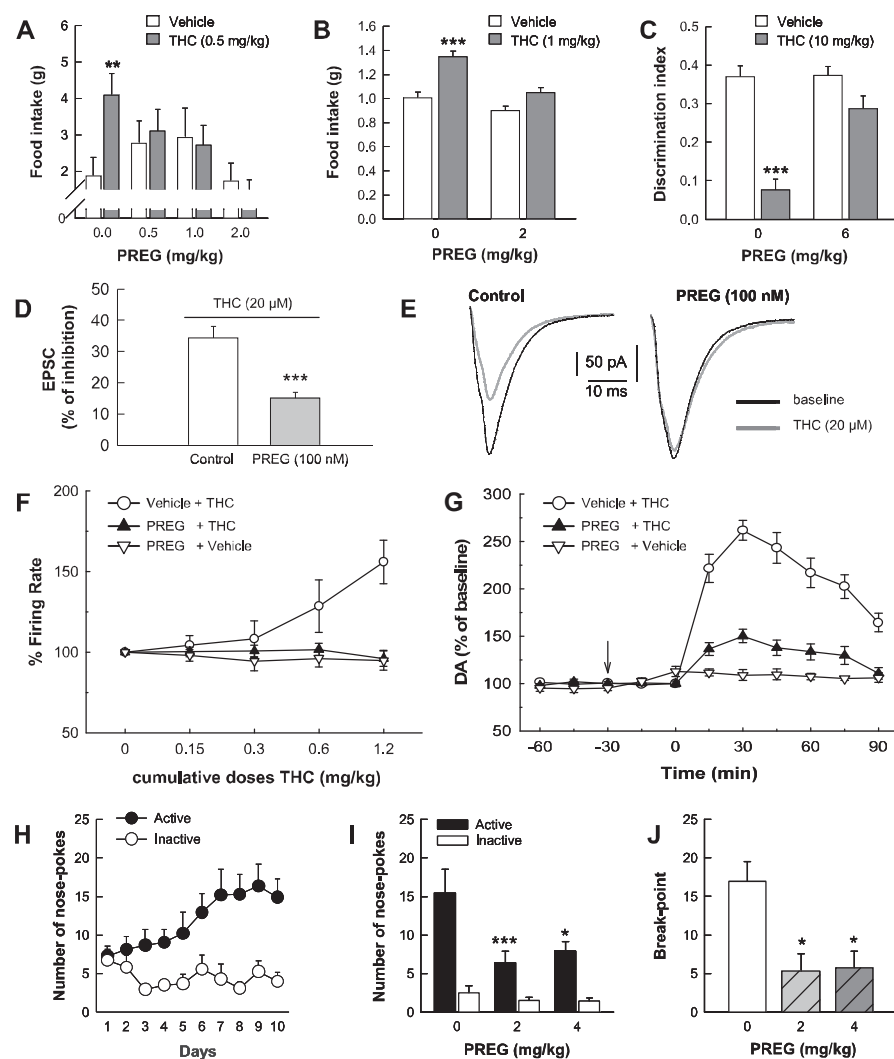 A
Vehicle
THC (0.5 mg/kg)
Food intake (g)
6
5
4
3
2
0
0
**
0.0 0.5 1.0 2.0
PREG (mg/kg)
B
Vehicle
THC (1 mg/kg)
Food intake (g)
1.6
1.4
1.2
1.0
0.8
0.6
0.4
0.2
0.0
***
0 2
PREG (mg/kg)
C
Vehicle
THC (10 mg/kg)
Discrimination index
0.5
0.4
0.3
0.2
0.1
0.0
***
0 6
PREG (mg/kg)
D
THC (20 µM)
EPSC
(% of inhibition)
50
40
30
20
10
0
***
Control PREG (100 nM)
E
Control PREG (100 nM)
50 pA
10 ms
baseline
THC (20 µM)
F
Vehicle + THC
PREG + THC
PREG + Vehicle
% Firing Rate
200
150
100
50
0 0.15 0.3 0.6 1.2
cumulative doses THC (mg/kg)
G
Vehicle + THC
PREG + THC
PREG + Vehicle
DA (% of baseline)
300
250
200
150
100
50
-60 -30 0 30 60 90
Time (min)
H
Active
Inactive
Number of nose-pokes
25
20
15
10
5
0
1 2 3 4 5 6 7 8 9 10
Days
I
Active
Inactive
Number of nose-pokes
25
20
15
10
5
0
*** *
0 2 4
PREG (mg/kg)
J
Break-point
25
20
15
10
5
0
* *
0 2 4
PREG (mg/kg)